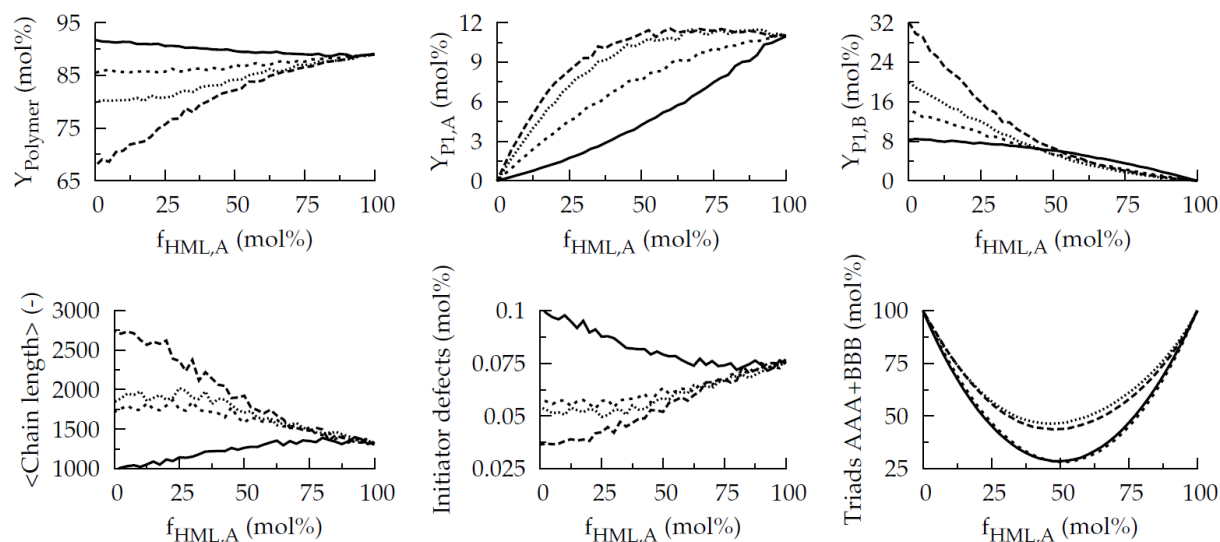 Y_Polymer (mol%)
95
85
75
65
0 25 50 75 100
f_HML,A (mol%)
Y_P1,A (mol%)
12
9
6
3
0
0 25 50 75 100
f_HML,A (mol%)
Y_P1,B (mol%)
32
24
16
8
0
0 25 50 75 100
f_HML,A (mol%)
<Chain length> (-)
3000
2500
2000
1500
1000
0 25 50 75 100
f_HML,A (mol%)
Initiator defects (mol%)
0.1
0.075
0.05
0.025
0 25 50 75 100
f_HML,A (mol%)
Triads AAA+BBB (mol%)
100
75
50
25
0 25 50 75 100
f_HML,A (mol%)